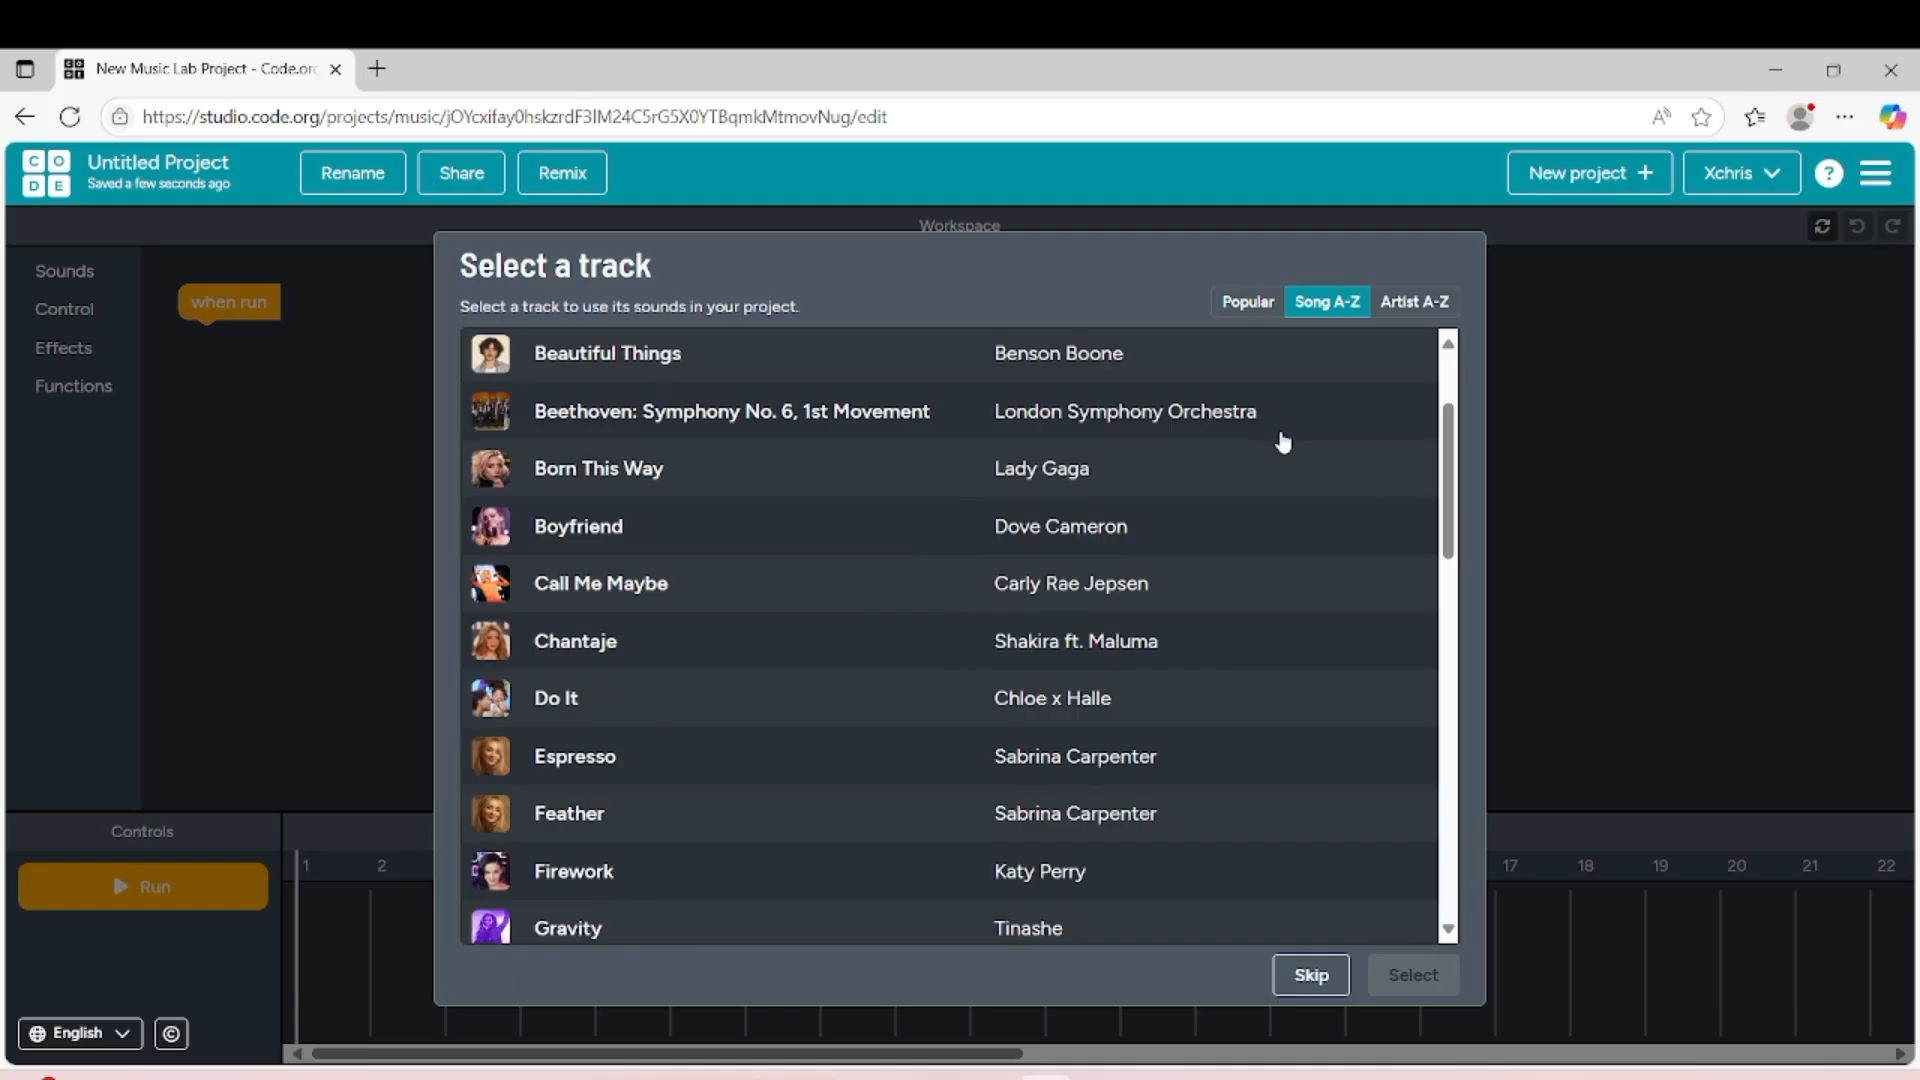 New Music Lab Project - Code.org
https://studio.code.org/projects/music/jOYcxifay0hskzrdF3IM24C5rG5X0YTBqmkMtmovNug/edit
C O D E
Untitled Project
Saved a few seconds ago
Rename
Share
Remix
New project +
Xchris
?
Workspace
Sounds
Control
Effects
Functions
when run
Select a track
Select a track to use its sounds in your project.
Popular
Song A-Z
Artist A-Z
Beautiful Things Benson Boone
Beethoven: Symphony No. 6, 1st Movement London Symphony Orchestra
Born This Way Lady Gaga
Boyfriend Dove Cameron
Call Me Maybe Carly Rae Jepsen
Chantaje Shakira ft. Maluma
Do It Chloe x Halle
Espresso Sabrina Carpenter
Feather Sabrina Carpenter
Firework Katy Perry
Gravity Tinashe
Skip
Select
Controls
Run
1 2 17 18 19 20 21 22
English
©